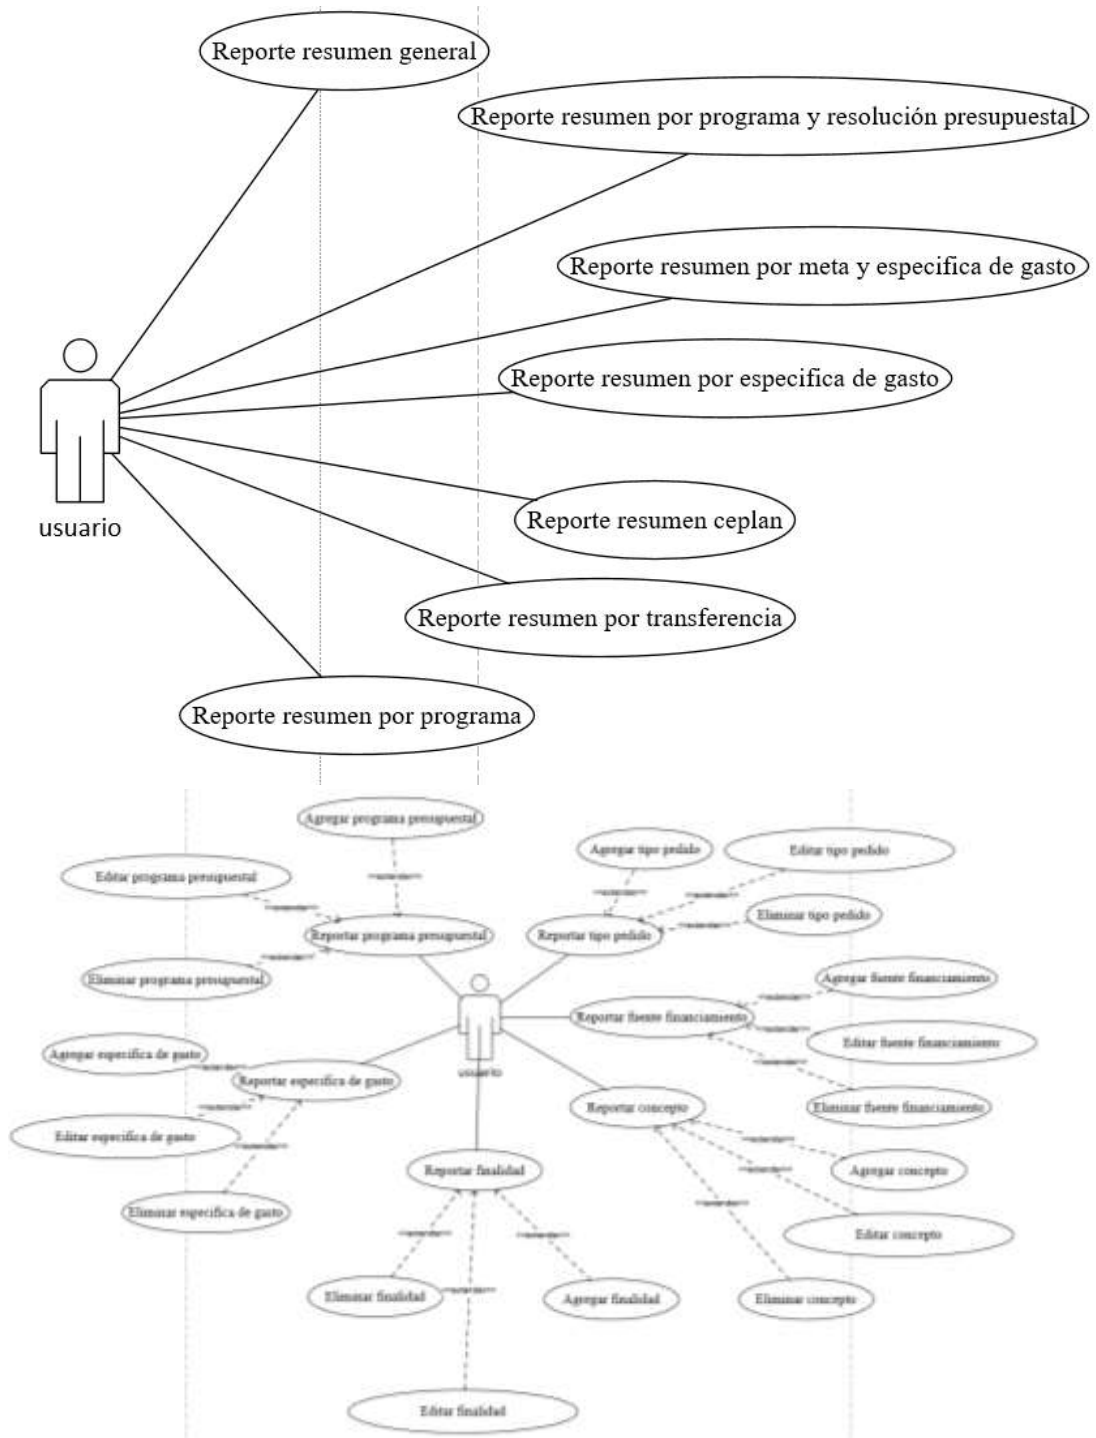 Reporte resumen general
Reporte resumen por programa y resolución presupuestal
Reporte resumen por meta y especifica de gasto
Reporte resumen por especifica de gasto
Reporte resumen ceplan
usuario
Reporte resumen por transferencia
Reporte resumen por programa
Agregar programa presupuestal
Agregar tipo pedido
Editar tipo pedido
Editar programa presupuestal
Eliminar tipo pedido
Reportar programa presupuestal
Reportar tipo pedido
Eliminar programa presupuestal
Agregar fuente financiamiento
Reportar fuente financiamiento
Editar fuente financiamiento
Agregar especifica de gasto
usuario
Reportar especifica de gasto
Reportar concepto
Eliminar fuente financiamiento
Editar especifica de gasto
Reportar finalidad
Agregar concepto
Eliminar especifica de gasto
Editar concepto
Eliminar finalidad
Agregar finalidad
Eliminar concepto
Editar finalidad